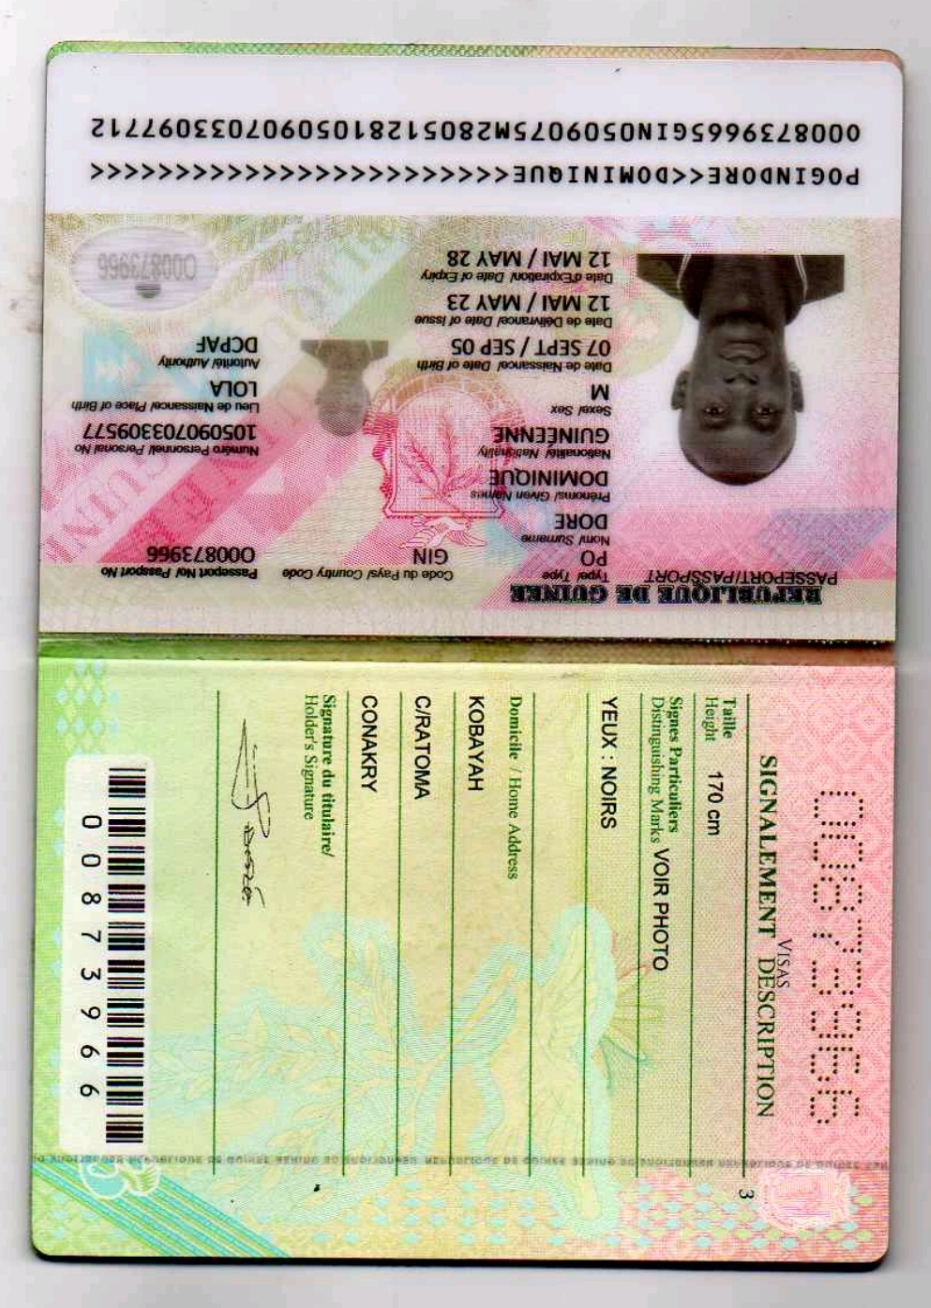 REPUBLIQUE DE GUINEE
PASSEPORT/PASSPORT
Type/ Type
PO
Code du Pays/ Country Code
GIN
Passeport No/ Passport No
O00873966
Nom/ Surname
DORE
Prénoms/ Given Names
DOMINIQUE
Nationalité/ Nationality
GUINÉENNE
Numéro Personnel/ Personal No
105090703309577
Sexe/ Sex
M
Lieu de Naissance/ Place of Birth
LOLA
Date de Naissance/ Date of Birth
07 SEPT / SEP 05
Autorité/ Authority
DCPAF
Date de Délivrance/ Date of Issue
12 MAI / MAY 23
Date d'Expiration/ Date of Expiry
12 MAI / MAY 28
O00873966
POGINDORE<<DOMINIQUE<<<<<<<<<<<<<<<<<<<<<<<<
O008739665GIN0509075M28051281050907033097712
VISAS
SIGNALEMENT DESCRIPTION
3
Taille
Height 170 cm
Signes Particuliers
Distinguishing Marks VOIR PHOTO
YEUX : NOIRS
Domicile / Home Address
KOBAYAH
C/RATOMA
CONAKRY
Signature du titulaire/
Holder's Signature
0 0 8 7 3 9 6 6